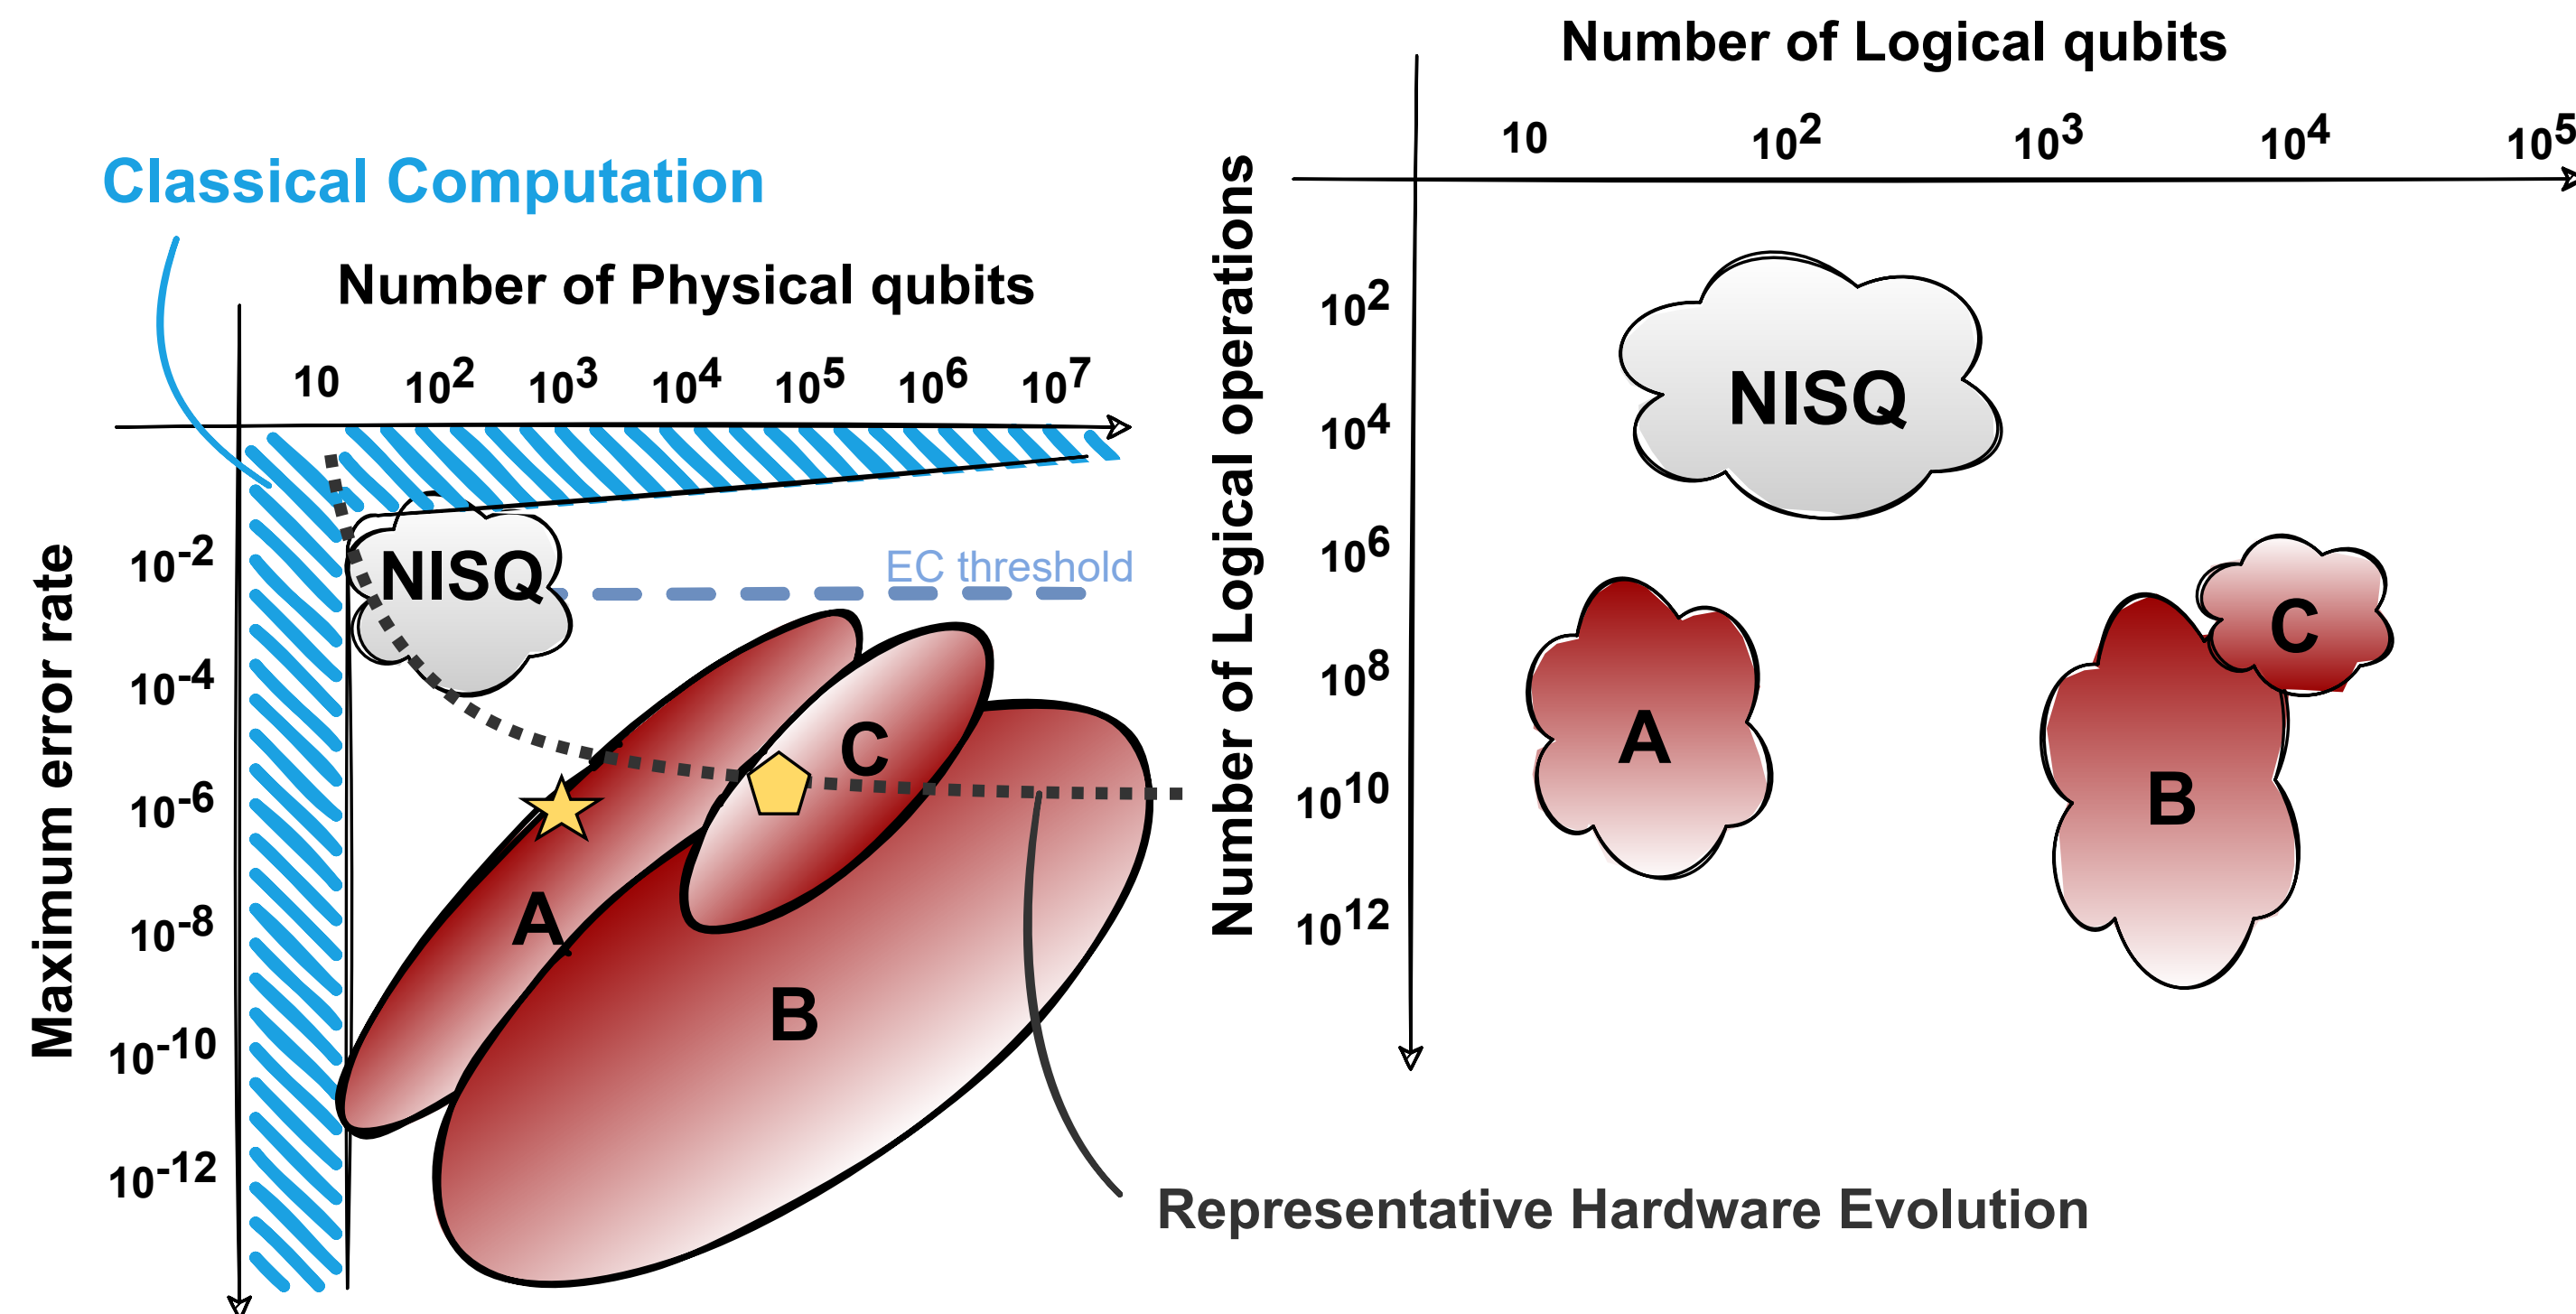 Classical Computation
Number of Physical qubits
10 10^2 10^3 10^4 10^5 10^6 10^7
Maximum error rate
10^-2
10^-4
10^-6
10^-8
10^-10
10^-12
NISQ
EC threshold
A
B
C
Representative Hardware Evolution
Number of Logical qubits
10 10^2 10^3 10^4 10^5
Number of Logical operations
10^2
10^4
10^6
10^8
10^10
10^12
NISQ
A
B
C